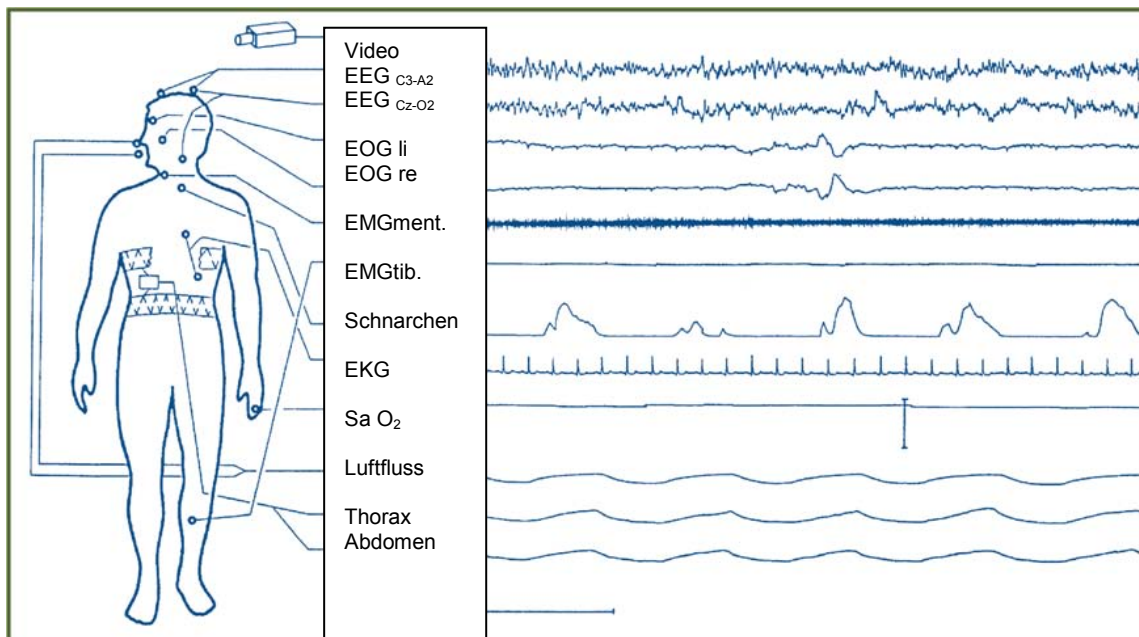 Video
EEG C3-A2
EEG Cz-O2
EOG li
EOG re
EMGment.
EMGtib.
Schnarchen
EKG
Sa O2
Luftfluss
Thorax
Abdomen